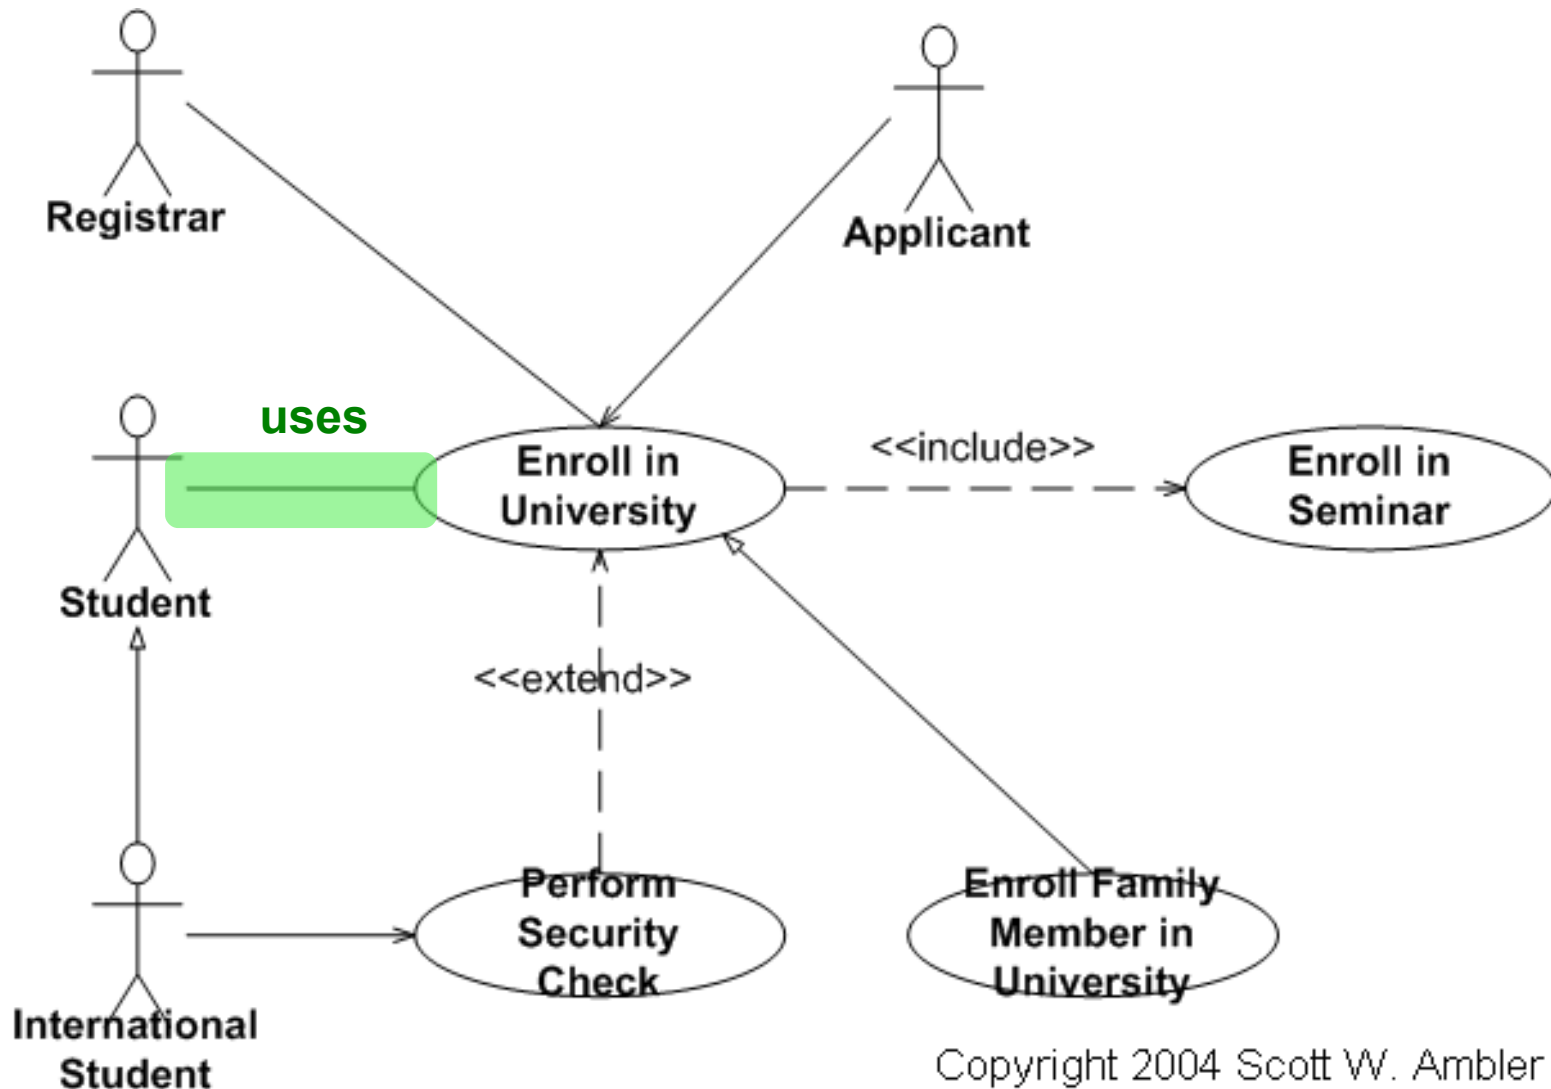 Registrar
Applicant
uses
<<include>>
Enroll in
University
Enroll in
Seminar
Student
<<extend>>
Perform
Security
Check
Enroll Family
Member in
University
International
Student
Copyright 2004 Scott W. Ambler